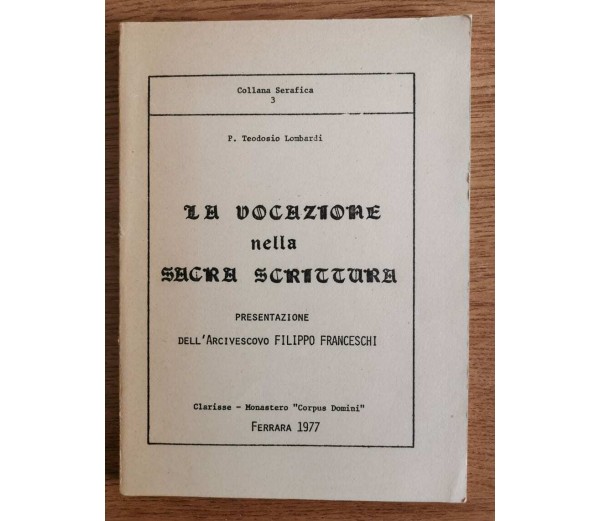 Collana Serafica
3
P. Teodosio Lombardi
LA VOCAZIONE
nella
SACRA SCRITTURA
PRESENTAZIONE
DELL'ARCIVESCOVO FILIPPO FRANCESCHI
Clarisse - Monastero "Corpus Domini"
FERRARA 1977